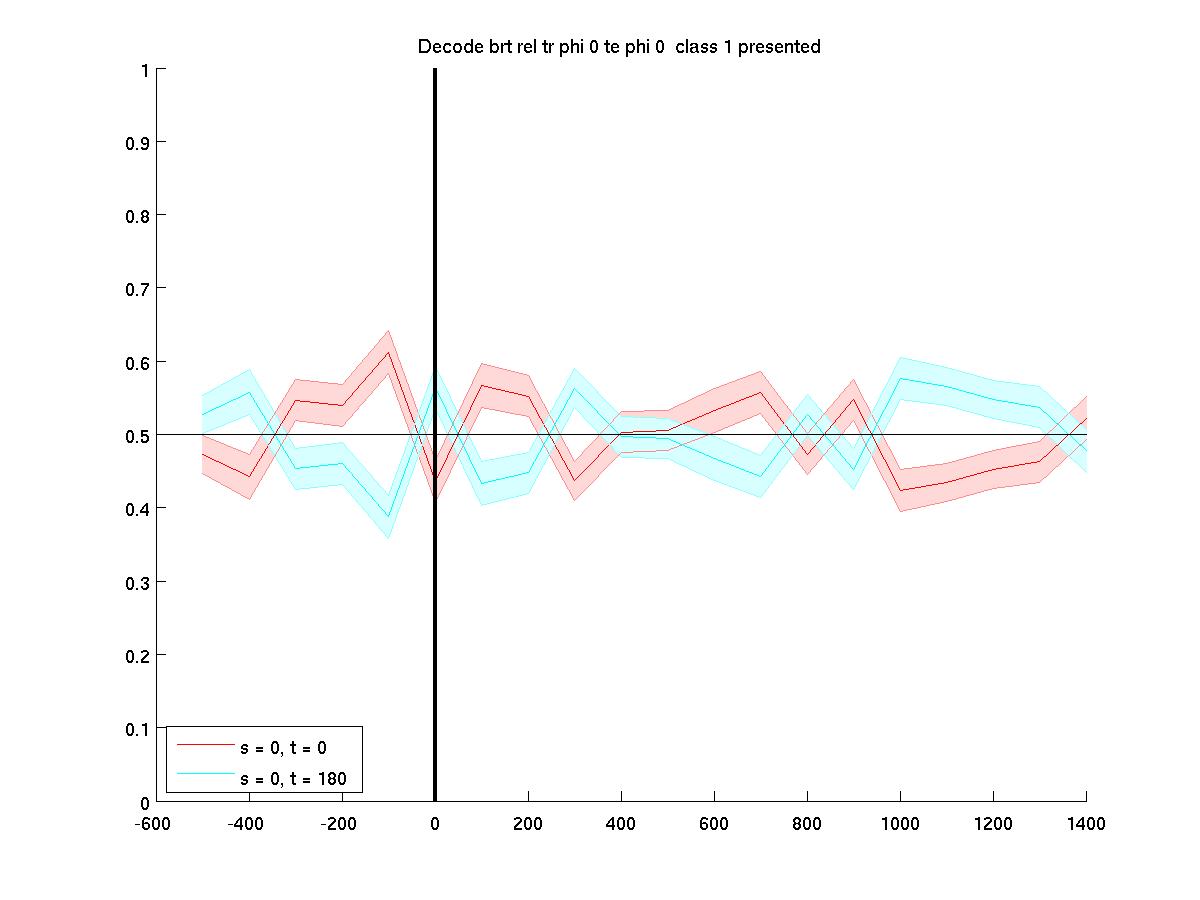 Decode brt rel tr phi 0 te phi 0  class 1 presented
1
0.9
0.8
0.7
0.6
0.5
0.4
0.3
0.2
0.1
0
s = 0, t = 0
s = 0, t = 180
-600 -400 -200 0 200 400 600 800 1000 1200 1400